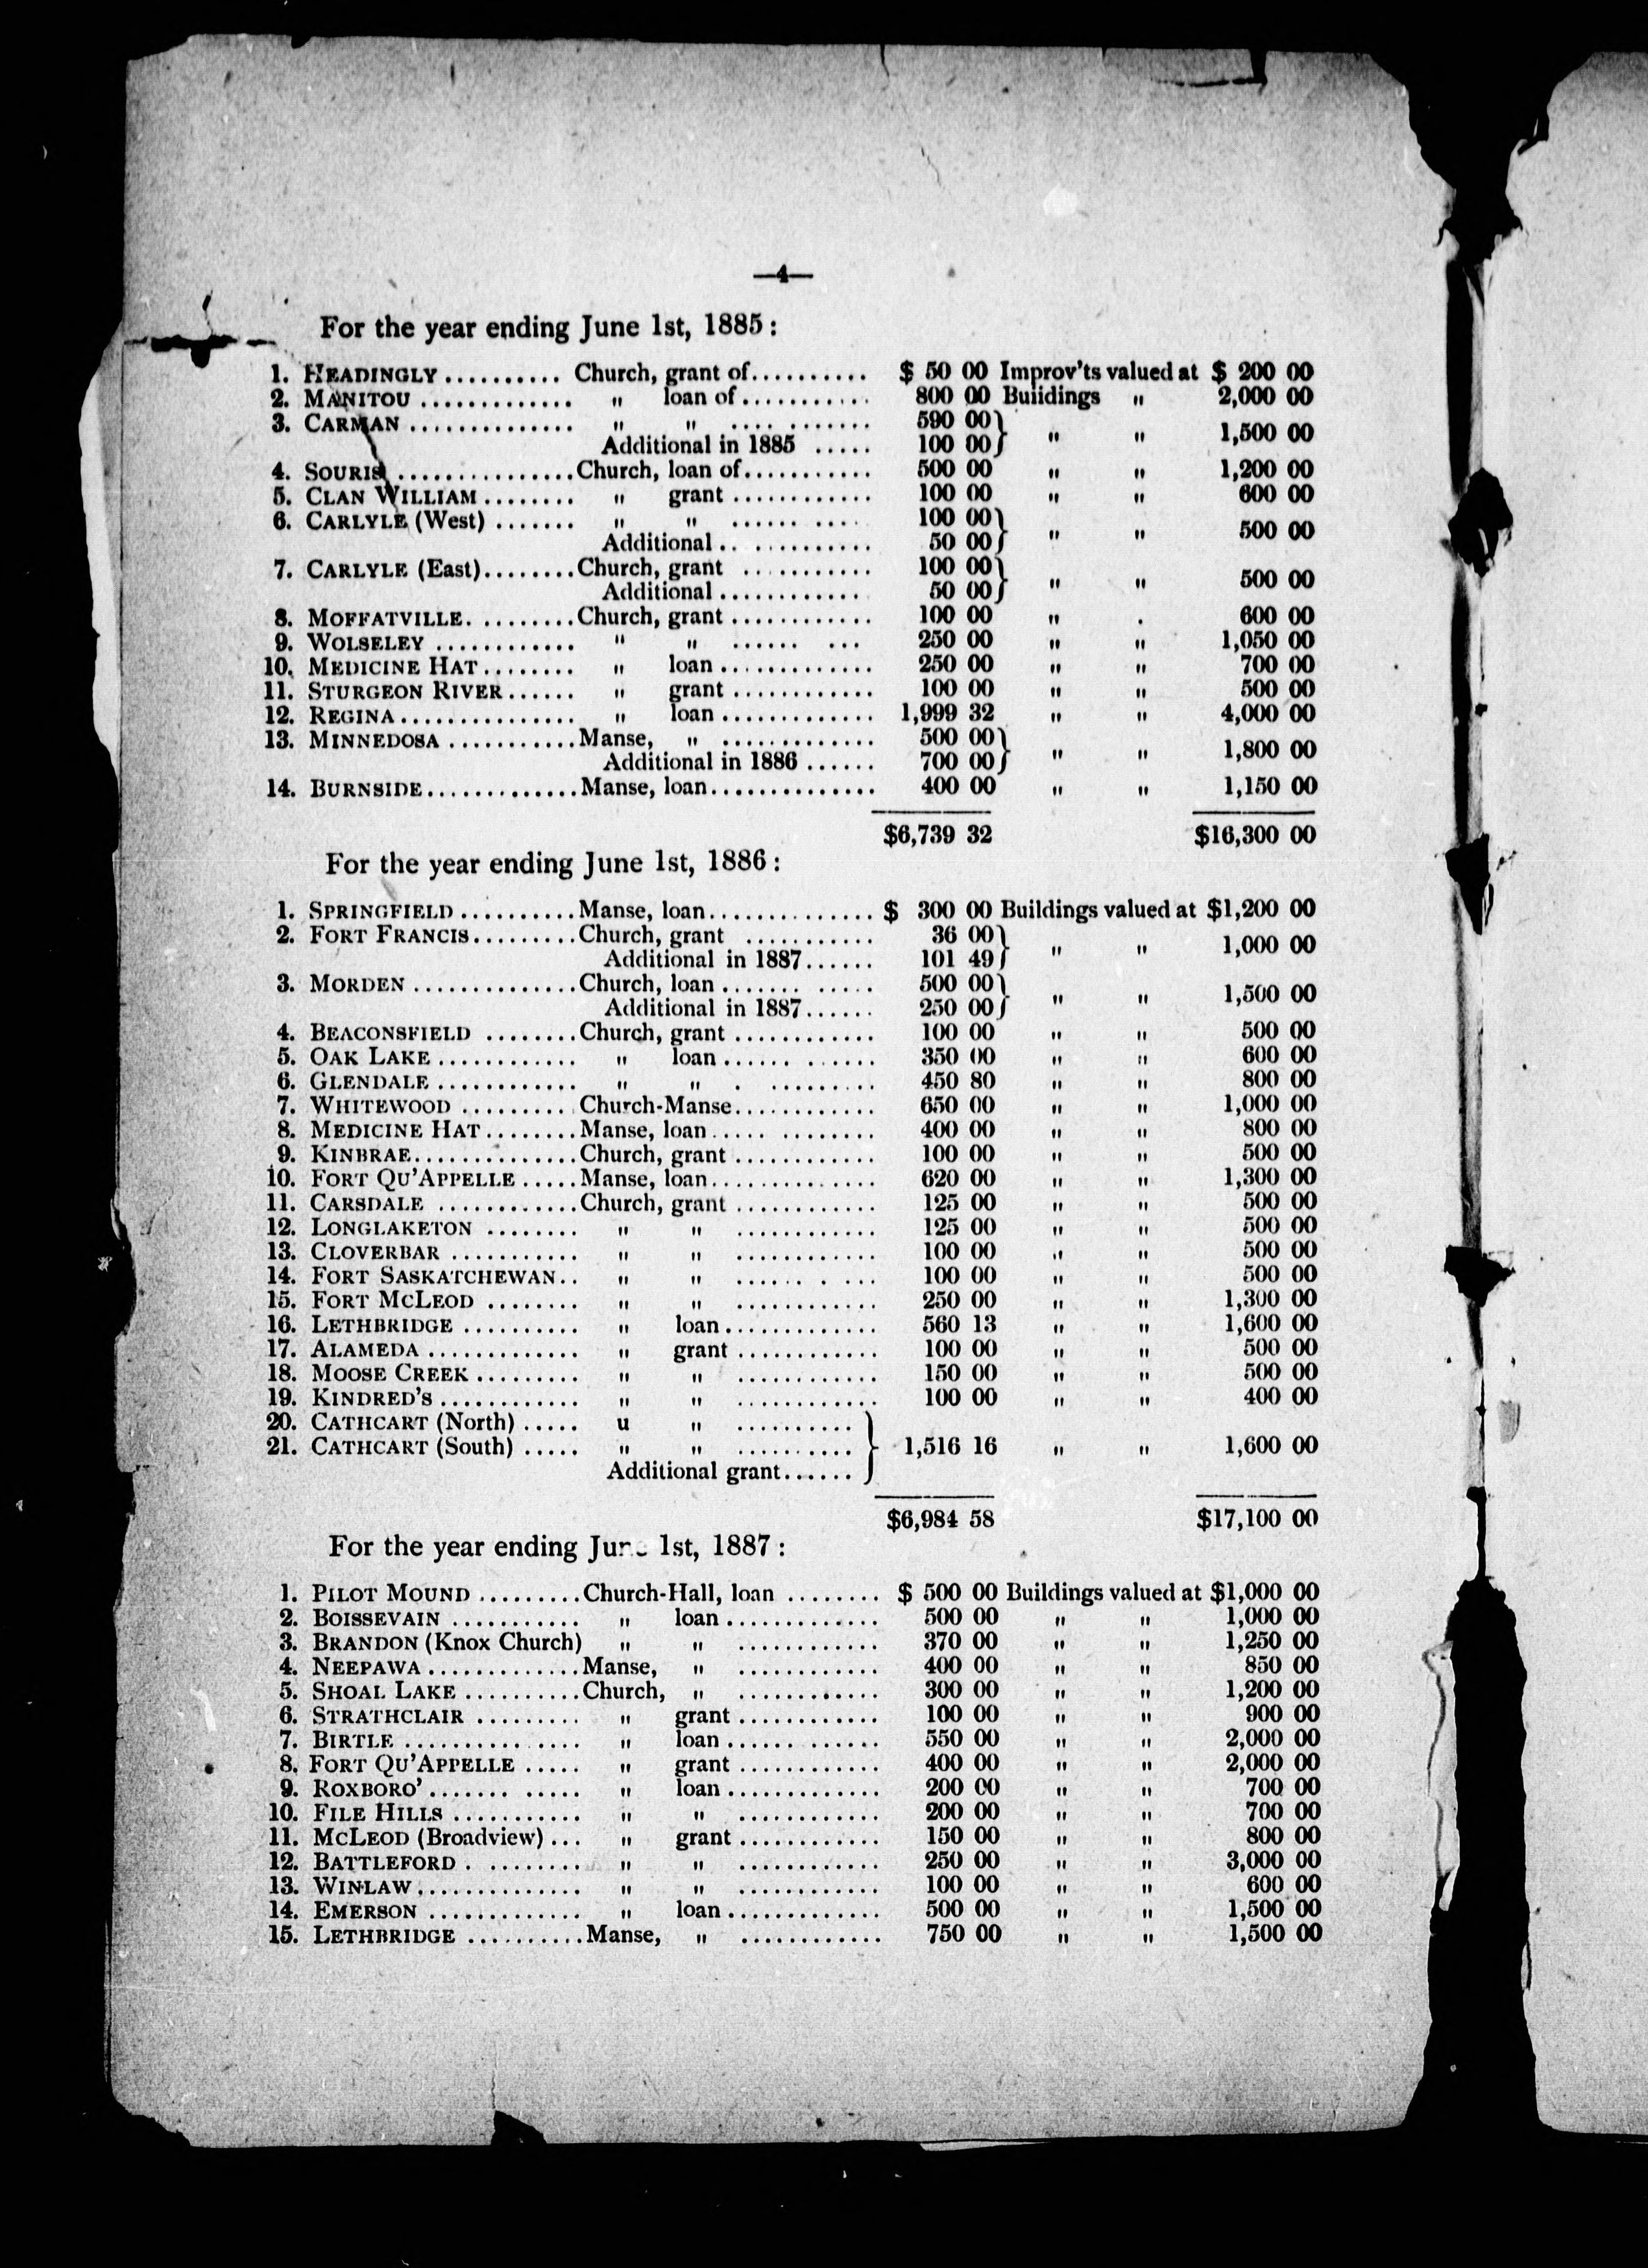 —4—
For the year ending June 1st, 1885:
1. HEADINGLY .......... Church, grant of.......... $ 50 00 Improv'ts valued at $ 200 00
2. MANITOU ............. " loan of........... 800 00 Buildings " 2,000 00
3. CARMAN .............. " " .... ....... 590 00}
Additional in 1885 ..... 100 00} " " 1,500 00
4. SOURIS ...............Church, loan of........... 500 00 " " 1,200 00
5. CLAN WILLIAM ........ " grant ............ 100 00 " " 600 00
6. CARLYLE (West) ....... " " ...... .... 100 00}
Additional .. ........... 50 00} " " 500 00
7. CARLYLE (East)........Church, grant ........... 100 00}
Additional ............ 50 00} " " 500 00
8. MOFFATVILLE. ........Church, grant ............ 100 00 " . 600 00
9. WOLSELEY ............ " " ...... ... 250 00 " " 1,050 00
10. MEDICINE HAT........ " loan ............. 250 00 " " 700 00
11. STURGEON RIVER...... " grant ............ 100 00 " " 500 00
12. REGINA............... " loan ............. 1,999 32 " " 4,000 00
13. MINNEDOSA ...........Manse, " ............. 500 00}
Additional in 1886 ...... 700 00} " " 1,800 00
14. BURNSIDE.............Manse, loan.............. 400 00 " " 1,150 00
$6,739 32 $16,300 00
For the year ending June 1st, 1886:
1. SPRINGFIELD ..........Manse, loan.............. $ 300 00 Buildings valued at $1,200 00
2. FORT FRANCIS.........Church, grant ........... 36 00}
Additional in 1887...... 101 49} " " 1,000 00
3. MORDEN ..............Church, loan ....... ..... 500 00}
Additional in 1887...... 250 00} " " 1,500 00
4. BEACONSFIELD ........Church, grant ............ 100 00 " " 500 00
5. OAK LAKE ............ " loan ...... ...... 350 00 " " 600 00
6. GLENDALE ............ " " . ......... 450 80 " " 800 00
7. WHITEWOOD ......... Church-Manse............ 650 00 " " 1,000 00
8. MEDICINE HAT........Manse, loan..... ........ 400 00 " " 800 00
9. KINBRAE..............Church, grant ............ 100 00 " " 500 00
10. FORT QU'APPELLE .....Manse, loan.............. 620 00 " " 1,300 00
11. CARSDALE ............Church, grant ............ 125 00 " " 500 00
12. LONGLAKETON ........ " " ............ 125 00 " " 500 00
13. CLOVERBAR ........... " " ............ 100 00 " " 500 00
14. FORT SASKATCHEWAN.. " " ...... . ... 100 00 " " 500 00
15. FORT MCLEOD ........ " " ............ 250 00 " " 1,300 00
16. LETHBRIDGE .......... " loan............. 560 13 " " 1,600 00
17. ALAMEDA ............. " grant ............ 100 00 " " 500 00
18. MOOSE CREEK ......... " " ............ 150 00 " " 500 00
19. KINDRED'S ............ " " ............ 100 00 " " 400 00
20. CATHCART (North) ..... u " .......... }
21. CATHCART (South) ..... " " .......... } 1,516 16 " " 1,600 00
Additional grant...... }
$6,984 58 $17,100 00
For the year ending June 1st, 1887:
1. PILOT MOUND .........Church-Hall, loan ........ $ 500 00 Buildings valued at $1,000 00
2. BOISSEVAIN ........... " loan ............. 500 00 " " 1,000 00
3. BRANDON (Knox Church) " " ............ 370 00 " " 1,250 00
4. NEEPAWA .............Manse, " ............ 400 00 " " 850 00
5. SHOAL LAKE ..........Church, " ............ 300 00 " " 1,200 00
6. STRATHCLAIR ......... " grant ............ 100 00 " " 900 00
7. BIRTLE ............... " loan ............. 550 00 " " 2,000 00
8. FORT QU'APPELLE ..... " grant ............ 400 00 " " 2,000 00
9. ROXBORO' ....... ..... " loan ............. 200 00 " " 700 00
10. FILE HILLS ........... " " ............ 200 00 " " 700 00
11. MCLEOD (Broadview) ... " grant ............ 150 00 " " 800 00
12. BATTLEFORD . ........ " " ............ 250 00 " " 3,000 00
13. WINLAW.............. " " ............ 100 00 " " 600 00
14. EMERSON ............. " loan ............. 500 00 " " 1,500 00
15. LETHBRIDGE ..........Manse, " ............ 750 00 " " 1,500 00